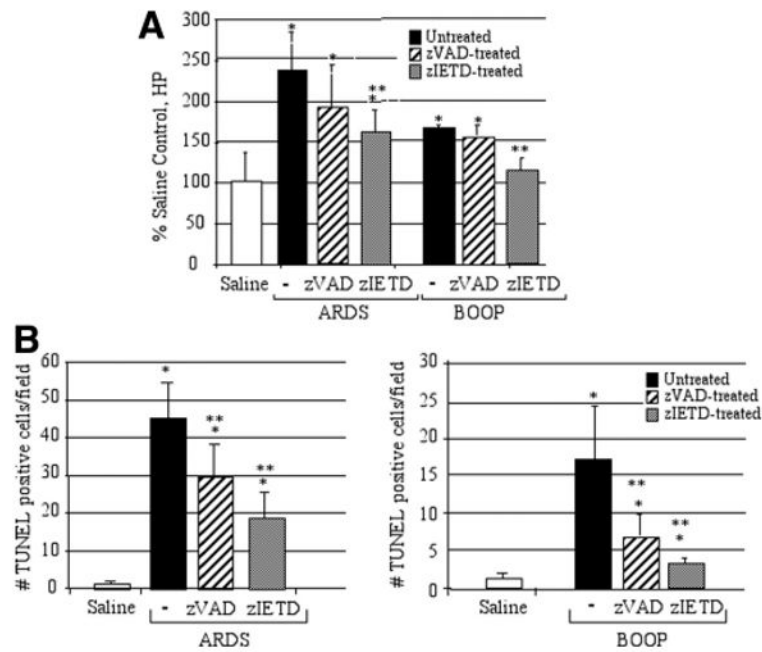 A
% Saline Control, HP
300
250
200
150
100
50
0
Untreated
zVAD-treated
zIETD-treated
*
*
**
*
*
*
**
Saline - zVAD zIETD - zVAD zIETD
ARDS BOOP
B
# TUNEL positive cells/field
60
50
40
30
20
10
0
*
**
*
**
*
Saline - zVAD zIETD
ARDS
# TUNEL positive cells/field
30
25
20
15
10
5
0
Untreated
zVAD-treated
zIETD-treated
*
**
*
**
*
Saline - zVAD zIETD
BOOP